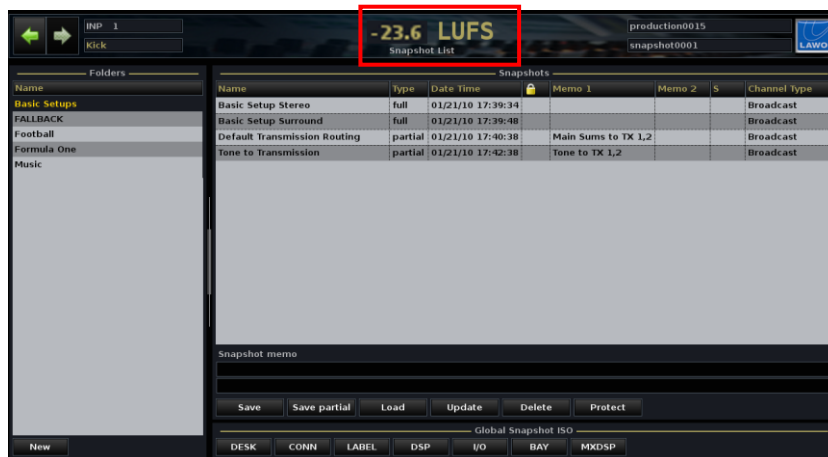 INP 1
Kick
-23.6 LUFS
Snapshot List
production0015
snapshot0001
LAWO
Folders
Name
Basic Setups
FALLBACK
Football
Formula One
Music
New
Snapshots
Name Type Date Time Memo 1 Memo 2 S Channel Type
Basic Setup Stereo full 01/21/10 17:39:34 Broadcast
Basic Setup Surround full 01/21/10 17:39:48 Broadcast
Default Transmission Routing partial 01/21/10 17:40:38 Main Sums to TX 1,2 Broadcast
Tone to Transmission partial 01/21/10 17:42:38 Tone to TX 1,2 Broadcast
Snapshot memo
Save Save partial Load Update Delete Protect
Global Snapshot ISO
DESK CONN LABEL DSP I/O BAY MXDSP